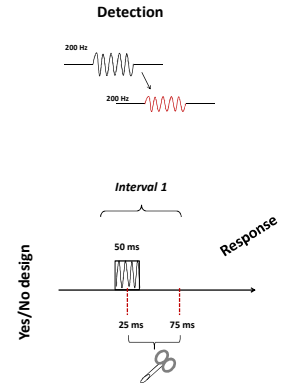 Detection
200 Hz
200 Hz
Interval 1
Response
50 ms
Yes/No design
25 ms
75 ms